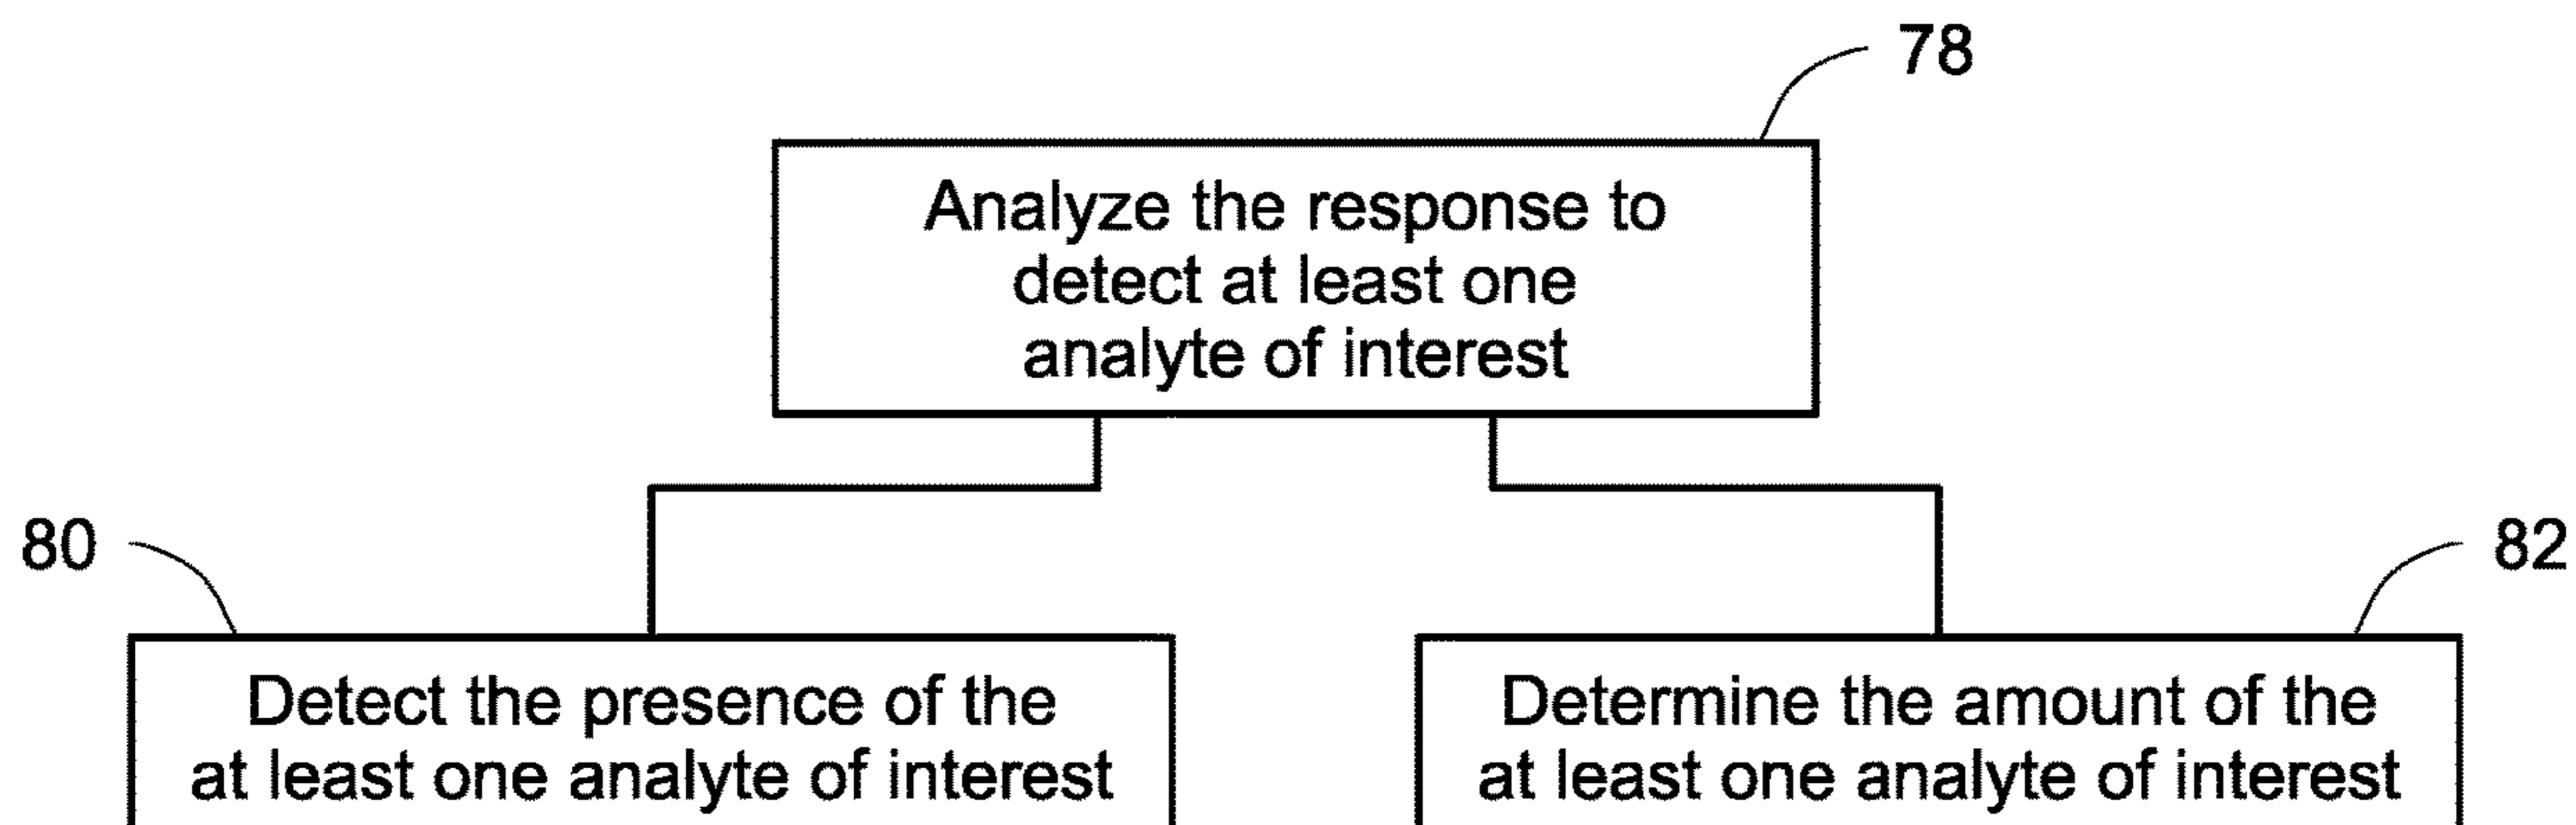 78
Analyze the response to
detect at least one
analyte of interest
80
82
Detect the presence of the
at least one analyte of interest
Determine the amount of the
at least one analyte of interest